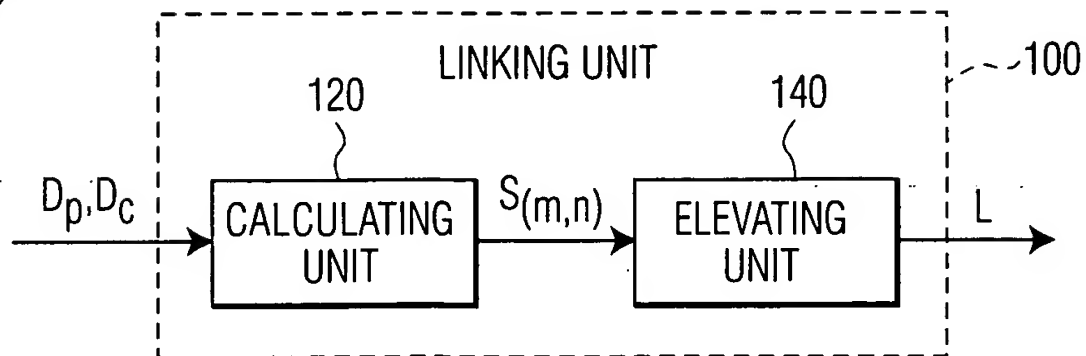 LINKING UNIT
100
120
140
Dp,Dc
CALCULATING
UNIT
S(m,n)
ELEVATING
UNIT
L